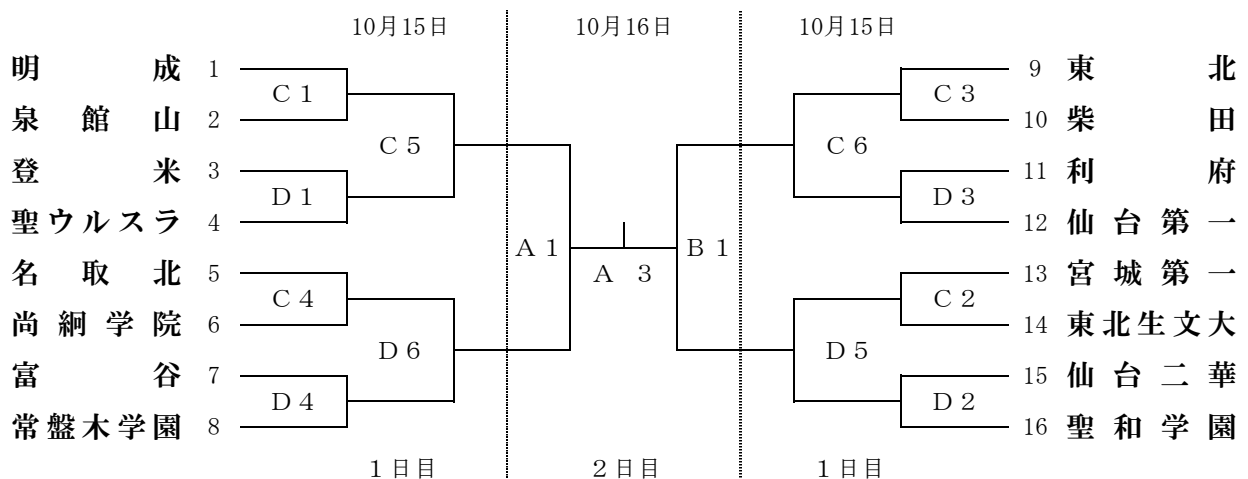 10月15日 10月16日 10月15日
明成 1 9 東北
C1 C3
泉館山 2 10 柴田
C5 C6
登米 3 11 利府
D1 D3
聖ウルスラ 4 12 仙台第一
A1 B1
名取北 5 13 宮城第一
A 3
C4 C2
尚絅学院 6 14 東北生文大
D6 D5
富谷 7 15 仙台二華
D4 D2
常盤木学園 8 16 聖和学園
1日目 2日目 1日目